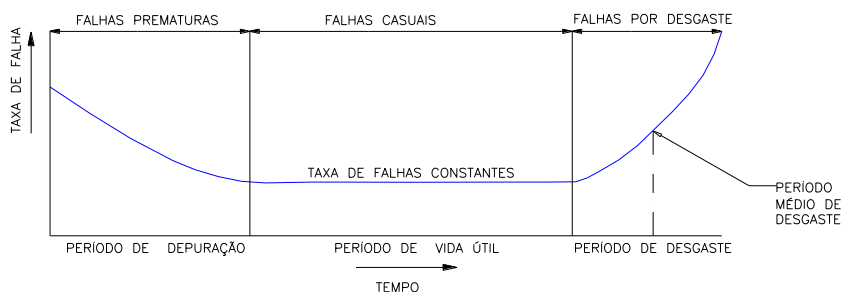 FALHAS PREMATURAS
FALHAS CASUAIS
FALHAS POR DESGASTE
TAXA DE FALHA
TAXA DE FALHAS CONSTANTES
PERÍODO
MÉDIO DE
DESGASTE
PERÍODO DE DEPURAÇÃO
PERÍODO DE VIDA ÚTIL
PERÍODO DE DESGASTE
TEMPO